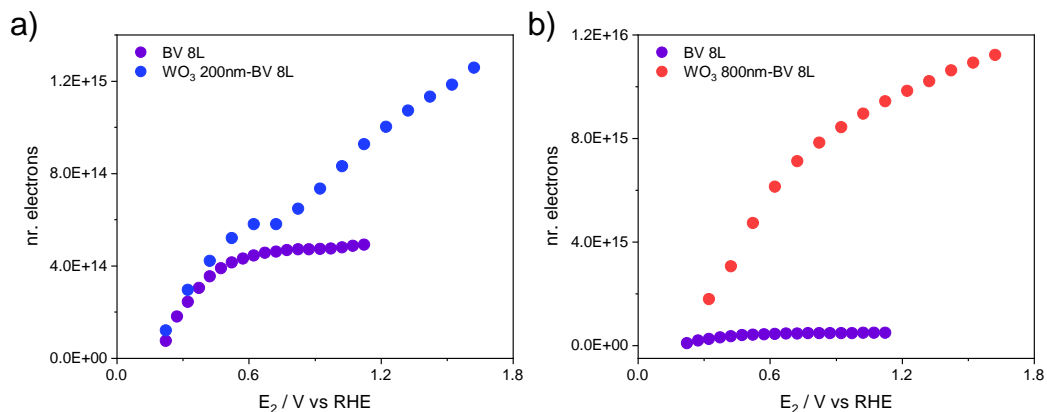 a)
BV 8L
WO₃ 200nm-BV 8L
1.2E+15
8.0E+14
4.0E+14
0.0E+00
nr. electrons
0.0 0.6 1.2 1.8
E₂ / V vs RHE
b)
BV 8L
WO₃ 800nm-BV 8L
1.2E+16
8.0E+15
4.0E+15
0.0E+00
nr. electrons
0.0 0.6 1.2 1.8
E₂ / V vs RHE